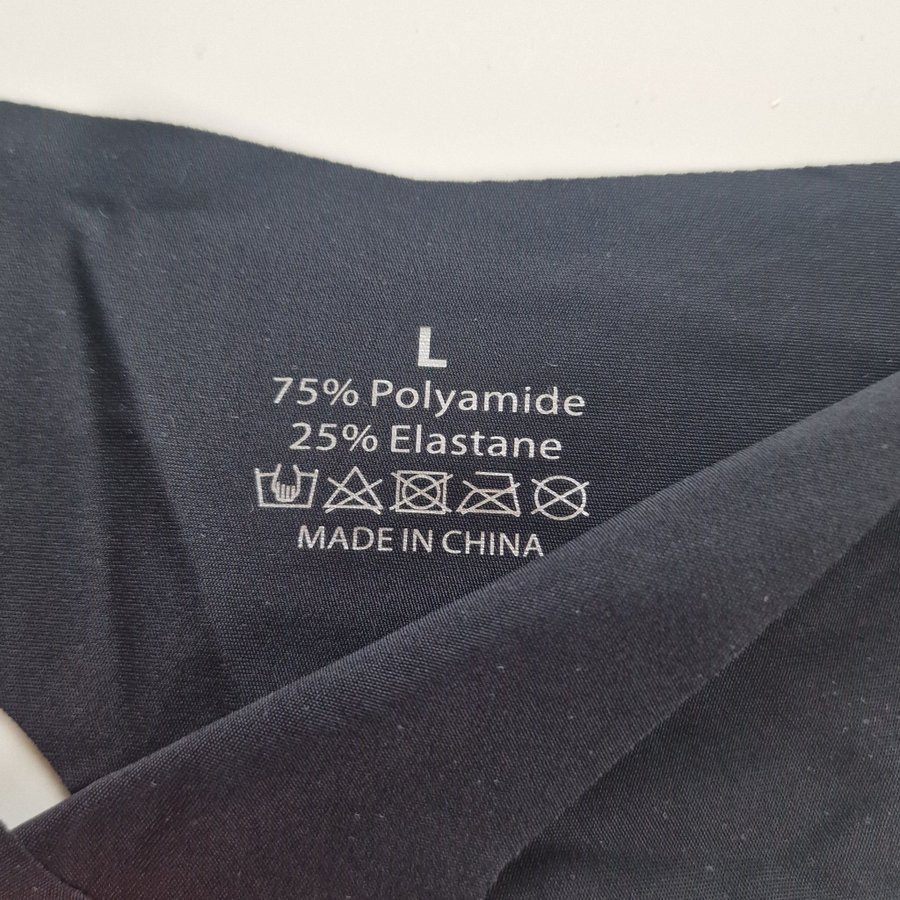 L
75% Polyamide
25% Elastane
MADE IN CHINA